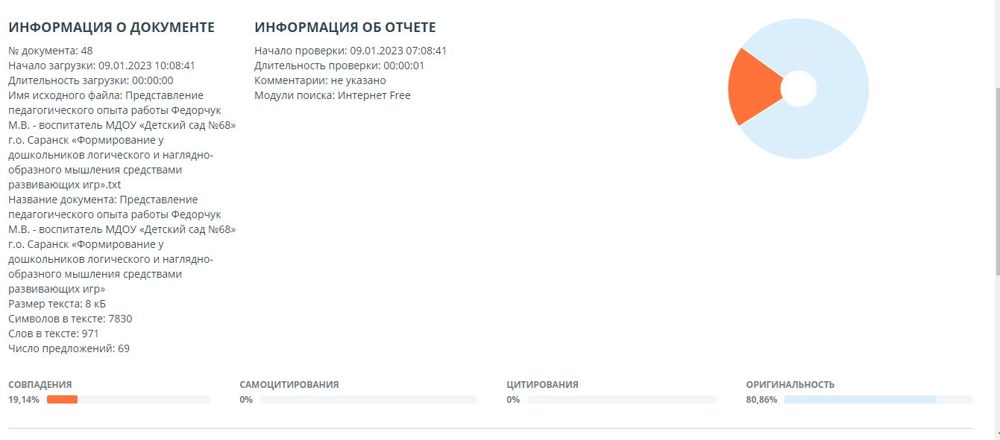 ИНФОРМАЦИЯ О ДОКУМЕНТЕ
№ документа: 48
Начало загрузки: 09.01.2023 10:08:41
Длительность загрузки: 00:00:00
Имя исходного файла: Представление
педагогического опыта работы Федорчук
М.В. - воспитатель МДОУ «Детский сад №68»
г.о. Саранск «Формирование у
дошкольников логического и наглядно-
образного мышления средствами
развивающих игр».txt
Название документа: Представление
педагогического опыта работы Федорчук
М.В. - воспитатель МДОУ «Детский сад №68»
г.о. Саранск «Формирование у
дошкольников логического и наглядно-
образного мышления средствами
развивающих игр»
Размер текста: 8 кБ
Символов в тексте: 7830
Слов в тексте: 971
Число предложений: 69
ИНФОРМАЦИЯ ОБ ОТЧЕТЕ
Начало проверки: 09.01.2023 07:08:41
Длительность проверки: 00:00:01
Комментарии: не указано
Модули поиска: Интернет Free
СОВПАДЕНИЯ
19,14%
САМОЦИТИРОВАНИЯ
0%
ЦИТИРОВАНИЯ
0%
ОРИГИНАЛЬНОСТЬ
80,86%